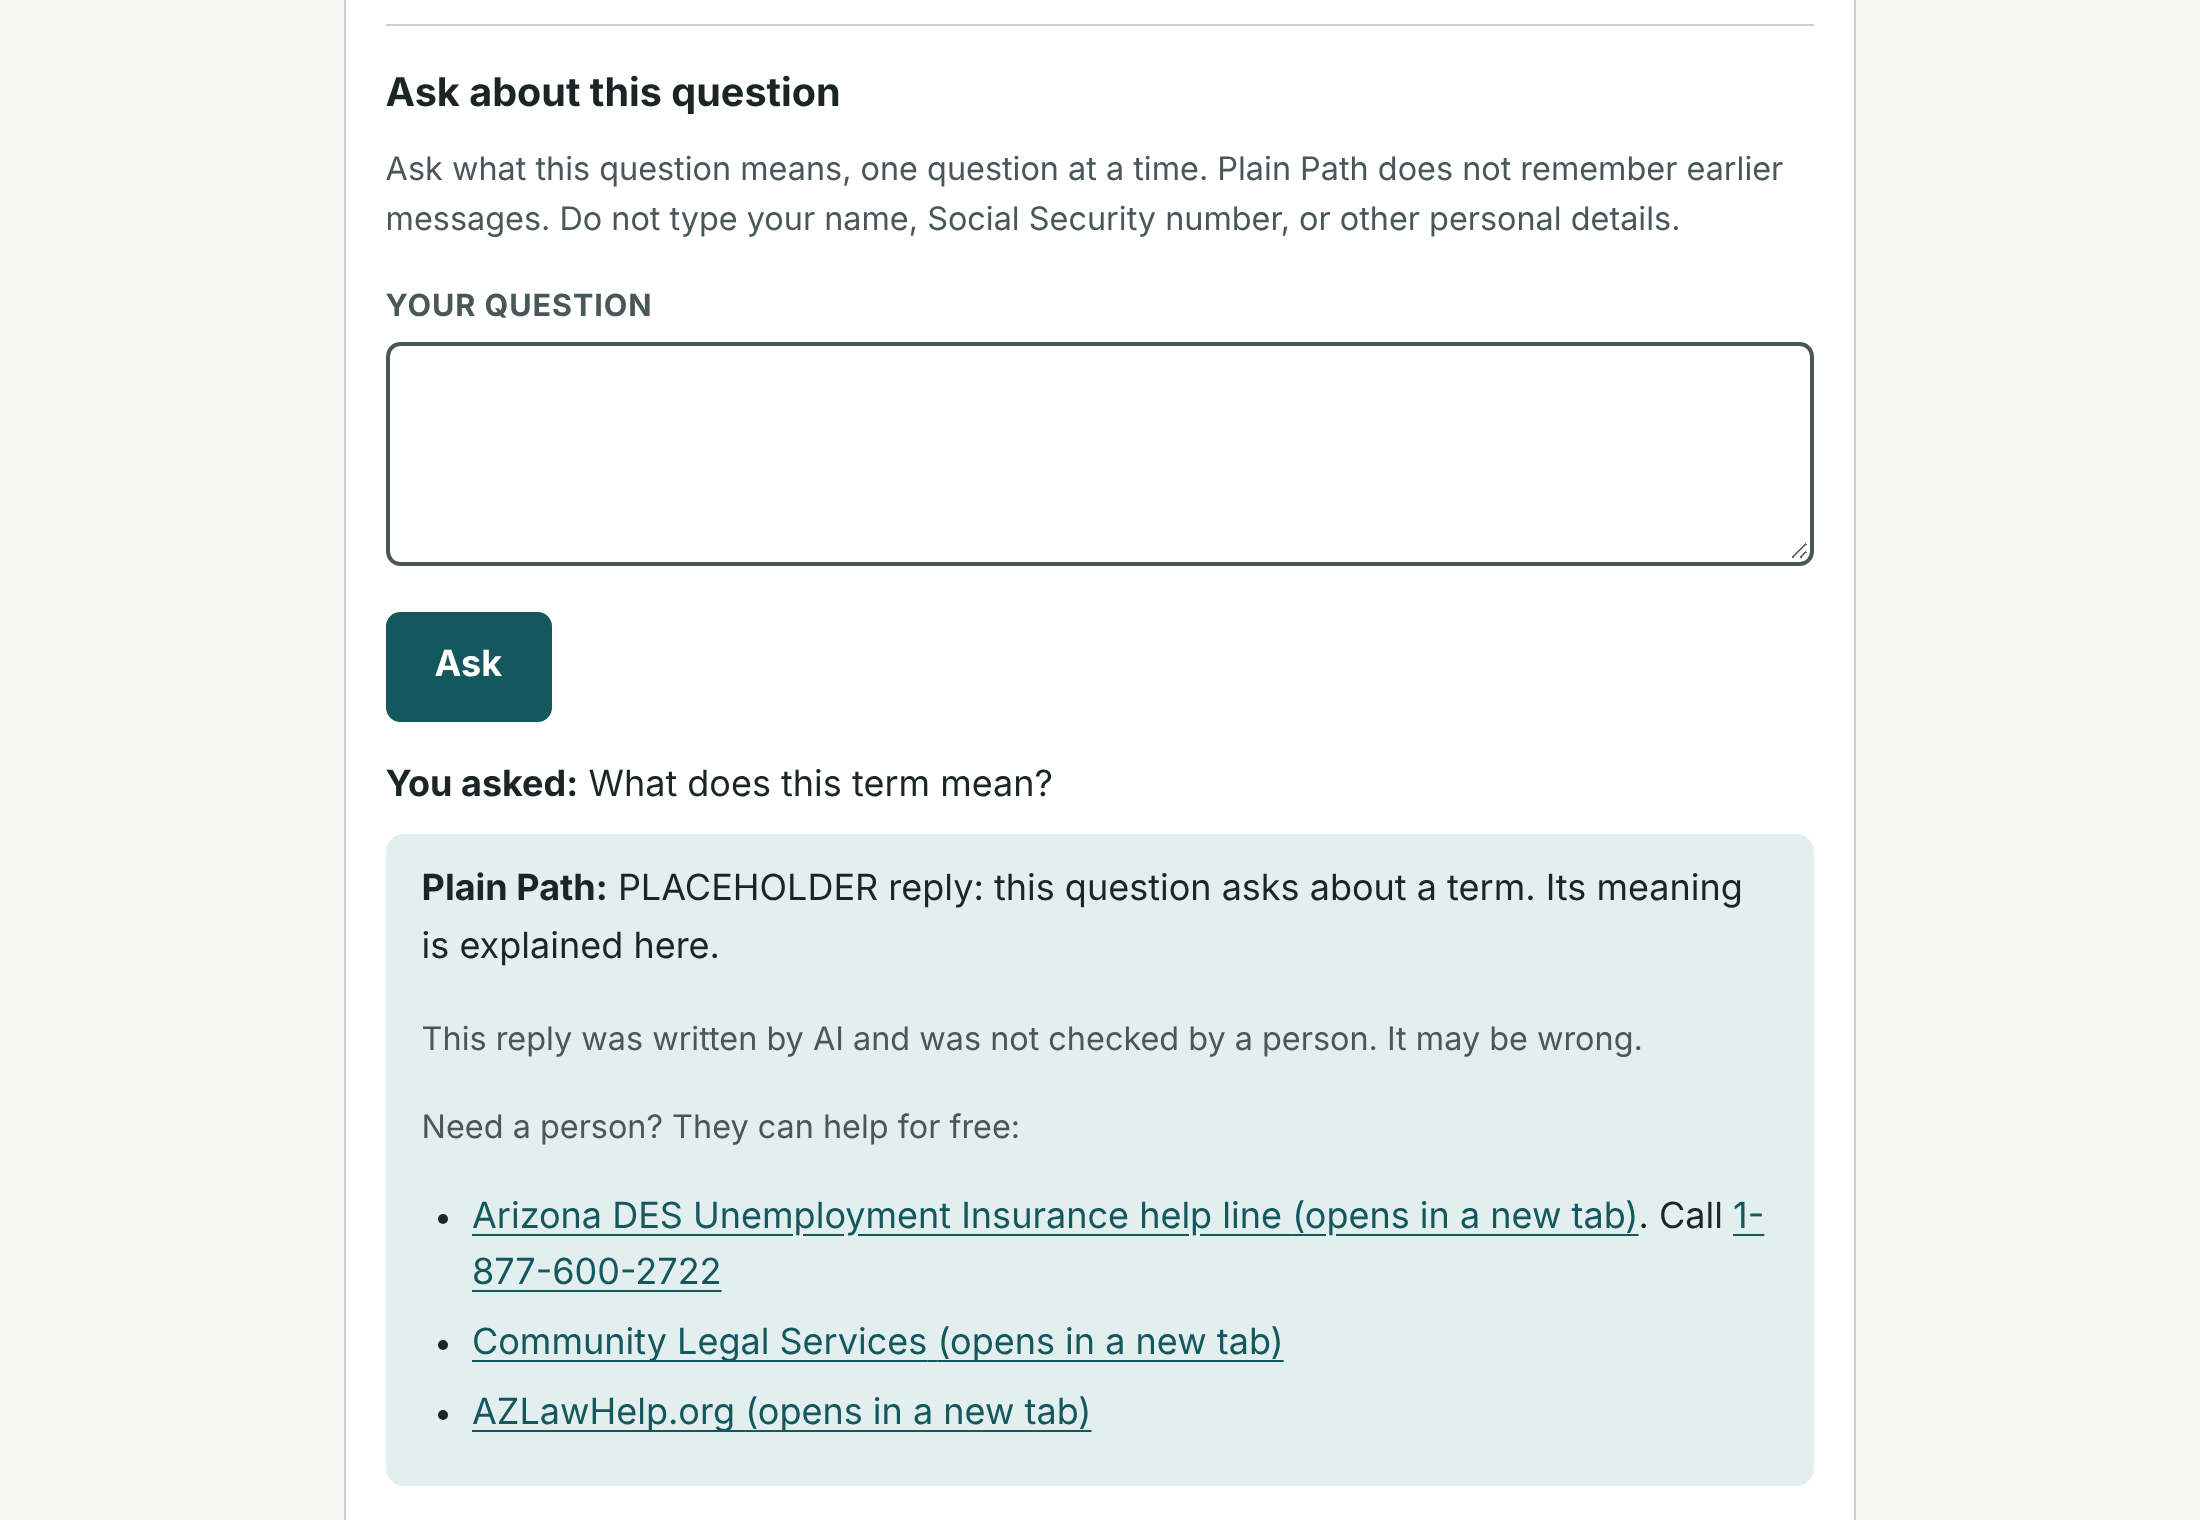 Ask about this question
Ask what this question means, one question at a time. Plain Path does not remember earlier
messages. Do not type your name, Social Security number, or other personal details.
YOUR QUESTION
Ask
You asked: What does this term mean?
Plain Path: PLACEHOLDER reply: this question asks about a term. Its meaning
is explained here.
This reply was written by AI and was not checked by a person. It may be wrong.
Need a person? They can help for free:
• Arizona DES Unemployment Insurance help line (opens in a new tab). Call 1-
877-600-2722
• Community Legal Services (opens in a new tab)
• AZLawHelp.org (opens in a new tab)